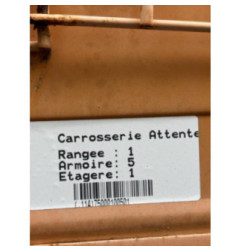 Carrosserie Attente
Rangee : 1
Armoire: 5
Etagere: 1